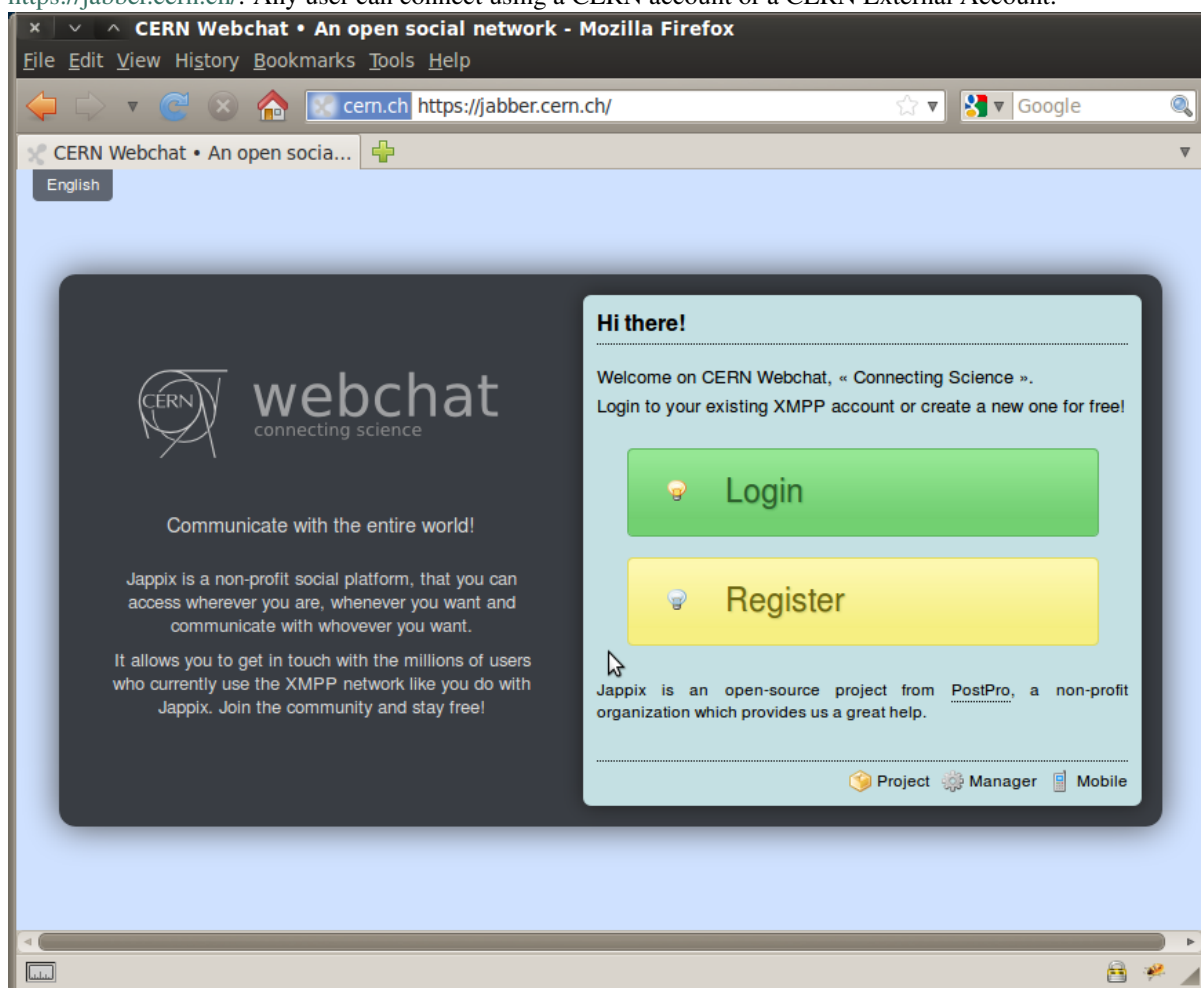 https://jabber.cern.ch/. Any user can connect using a CERN account or a CERN External Account.
CERN Webchat • An open social network - Mozilla Firefox
File Edit View History Bookmarks Tools Help
cern.ch https://jabber.cern.ch/ Google
CERN Webchat • An open socia...
English
Hi there!
Welcome on CERN Webchat, « Connecting Science ».
Login to your existing XMPP account or create a new one for free!
CERN webchat
connecting science
Login
Communicate with the entire world!
Jappix is a non-profit social platform, that you can
access wherever you are, whenever you want and
communicate with whovever you want.
Register
It allows you to get in touch with the millions of users
who currently use the XMPP network like you do with
Jappix. Join the community and stay free!
Jappix is an open-source project from PostPro, a non-profit
organization which provides us a great help.
Project Manager Mobile